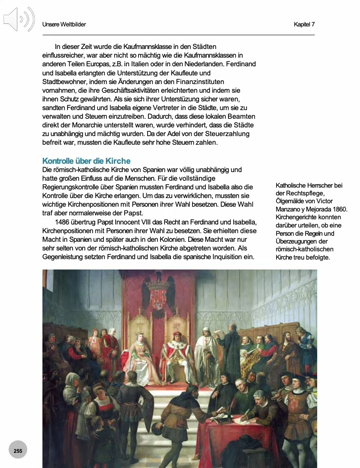 Unsere Weltbilder
Kapitel 7
In dieser Zeit wurde die Kaufmannsklasse in den Städten
einflussreicher, war aber nicht so mächtig wie die Kaufmannsklassen in
anderen Teilen Europas, z.B. in Italien oder in den Niederlanden. Ferdinand
und Isabella erlangten die Unterstützung der Kaufleute und
Stadtbewohner, indem sie Änderungen an den Finanzinstituten
vornahmen, die ihre Geschäftsaktivitäten erleichterten und indem sie
ihnen Schutz gewährten. Als sie sich ihrer Unterstüzung sicher waren,
sandten Ferdinand und Isabella eigene Vertreter in die Städte, um sie zu
verwalten und Steuern einzutreiben. Dadurch, dass diese lokalen Beamten
direkt der Monarchie unterstellt waren, wurde verhindert, dass die Städte
zu unabhängig und mächtig wurden. Da der Adel von der Steuerzahlung
befreit war, mussten die Kaufleute sehr hohe Steuern zahlen.
Kontrolle über die Kirche
Die römisch-katholische Kirche von Spanien war völlig unabhängig und
hatte großen Einfluss auf die Menschen. Für die vollständige
Regierungskontrolle über Spanien mussten Ferdinand und Isabella also die
Kontrolle über die Kirche erlangen. Um das zu verwirklichen, mussten sie
wichtige Kirchenpositionen mit Personen ihrer Wahl besetzen. Diese Wahl
traf aber normalerweise der Papst.
1486 übertrug Papst Innocent VIII das Recht an Ferdinand und Isabella,
Kirchenpositionen mit Personen ihrer Wahl zu besetzen. Sie erhielten diese
Macht in Spanien und später auch in den Kolonien. Diese Macht war nur
sehr selten von der römisch-katholischen Kirche abgetreten worden. Als
Gegenleistung setzten Ferdinand und Isabella die spanische Inquisition ein.
Katholische Herrscher bei
der Rechtspflege,
Ölgemälde von Victor
Manzano y Mejorada 1860.
Kirchengerichte konnten
darüber urteilen, ob eine
Person die Regeln und
Überzeugungen der
römisch-katholischen
Kirche treu befolgte.
255